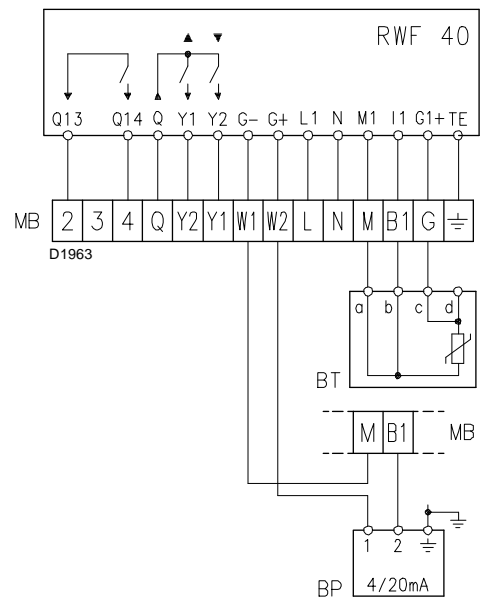 RWF 40
Q13 Q14 Q Y1 Y2 G- G+ L1 N M1 I1 G1+ TE
MB 2 3 4 Q Y2 Y1 W1 W2 L N M B1 G
D1963
a b c d
BT
M B1 MB
1 2
BP 4/20mA